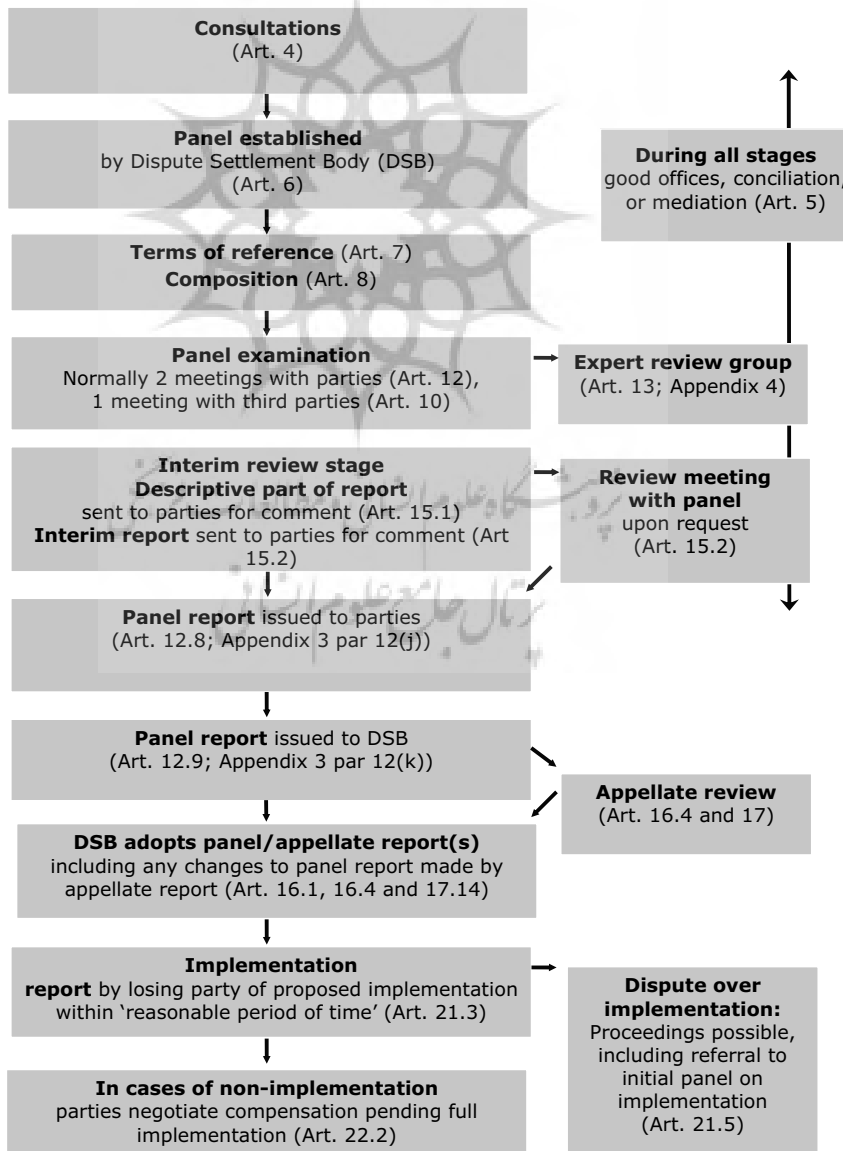 Consultations
(Art. 4)
Panel established
by Dispute Settlement Body (DSB)
(Art. 6)
During all stages
good offices, conciliation,
or mediation (Art. 5)
Terms of reference (Art. 7)
Composition (Art. 8)
Panel examination
Normally 2 meetings with parties (Art. 12),
1 meeting with third parties (Art. 10)
Expert review group
(Art. 13; Appendix 4)
Interim review stage
Descriptive part of report
sent to parties for comment (Art. 15.1)
Interim report sent to parties for comment (Art
15.2)
Review meeting
with panel
upon request
(Art. 15.2)
پژوهشگاه علوم انسانی و مطالعات فرهنگی
پرتال جامع علوم انسانی
Panel report issued to parties
(Art. 12.8; Appendix 3 par 12(j))
Panel report issued to DSB
(Art. 12.9; Appendix 3 par 12(k))
Appellate review
(Art. 16.4 and 17)
DSB adopts panel/appellate report(s)
including any changes to panel report made by
appellate report (Art. 16.1, 16.4 and 17.14)
Implementation
report by losing party of proposed implementation
within ‘reasonable period of time’ (Art. 21.3)
Dispute over
implementation:
Proceedings possible,
including referral to
initial panel on
implementation
(Art. 21.5)
In cases of non-implementation
parties negotiate compensation pending full
implementation (Art. 22.2)